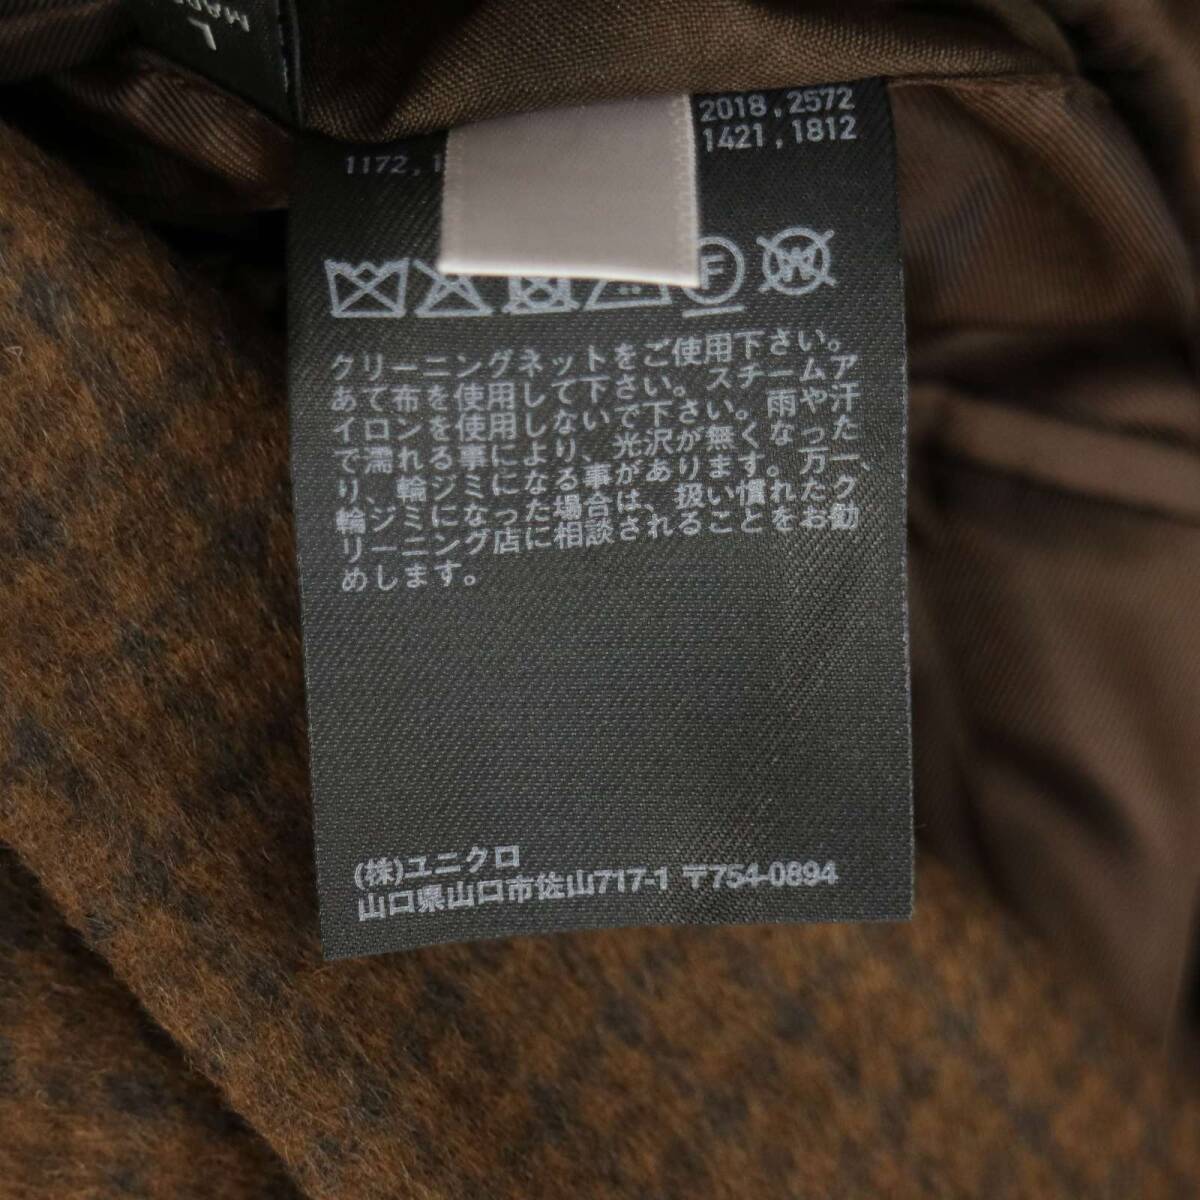 L
MAD
2018 , 2572
1421 , 1812
1172 , 1
F
W
クリーニングネットをご使用下さい。
あて布を使用して下さい。スチームア
イロンを使用しないで下さい。雨や汗
で濡れる事により、光沢が無くなった
り、輪ジミになる事があります。万一、
輪ジミになった場合は、扱い慣れたク
リーニング店に相談されることをお勧
めします。
(株)ユニクロ
山口県山口市佐山717-1 〒754-0894